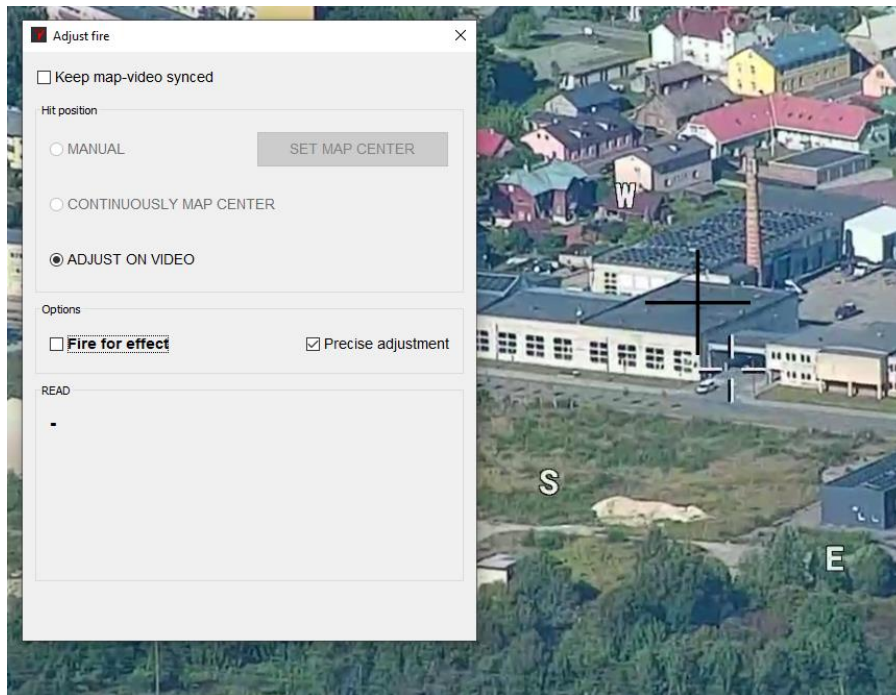 Adjust fire
Keep map-video synced
Hit position
MANUAL
SET MAP CENTER
CONTINUOUSLY MAP CENTER
ADJUST ON VIDEO
Options
Fire for effect
Precise adjustment
READ
-
W
S
E